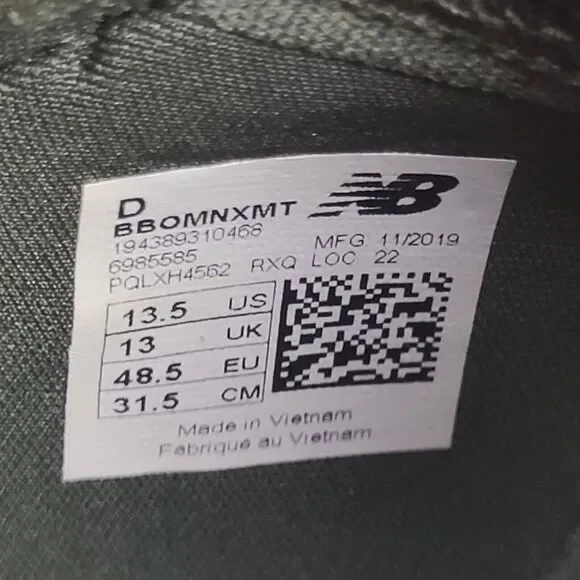 D
BBOMNXMT NB
194389310468
6985585 MFG 11/2019
PQLXH4562 RXQ LOC 22
13.5 US
13 UK
48.5 EU
31.5 CM
Made in Vietnam
Fabriqué au Vietnam